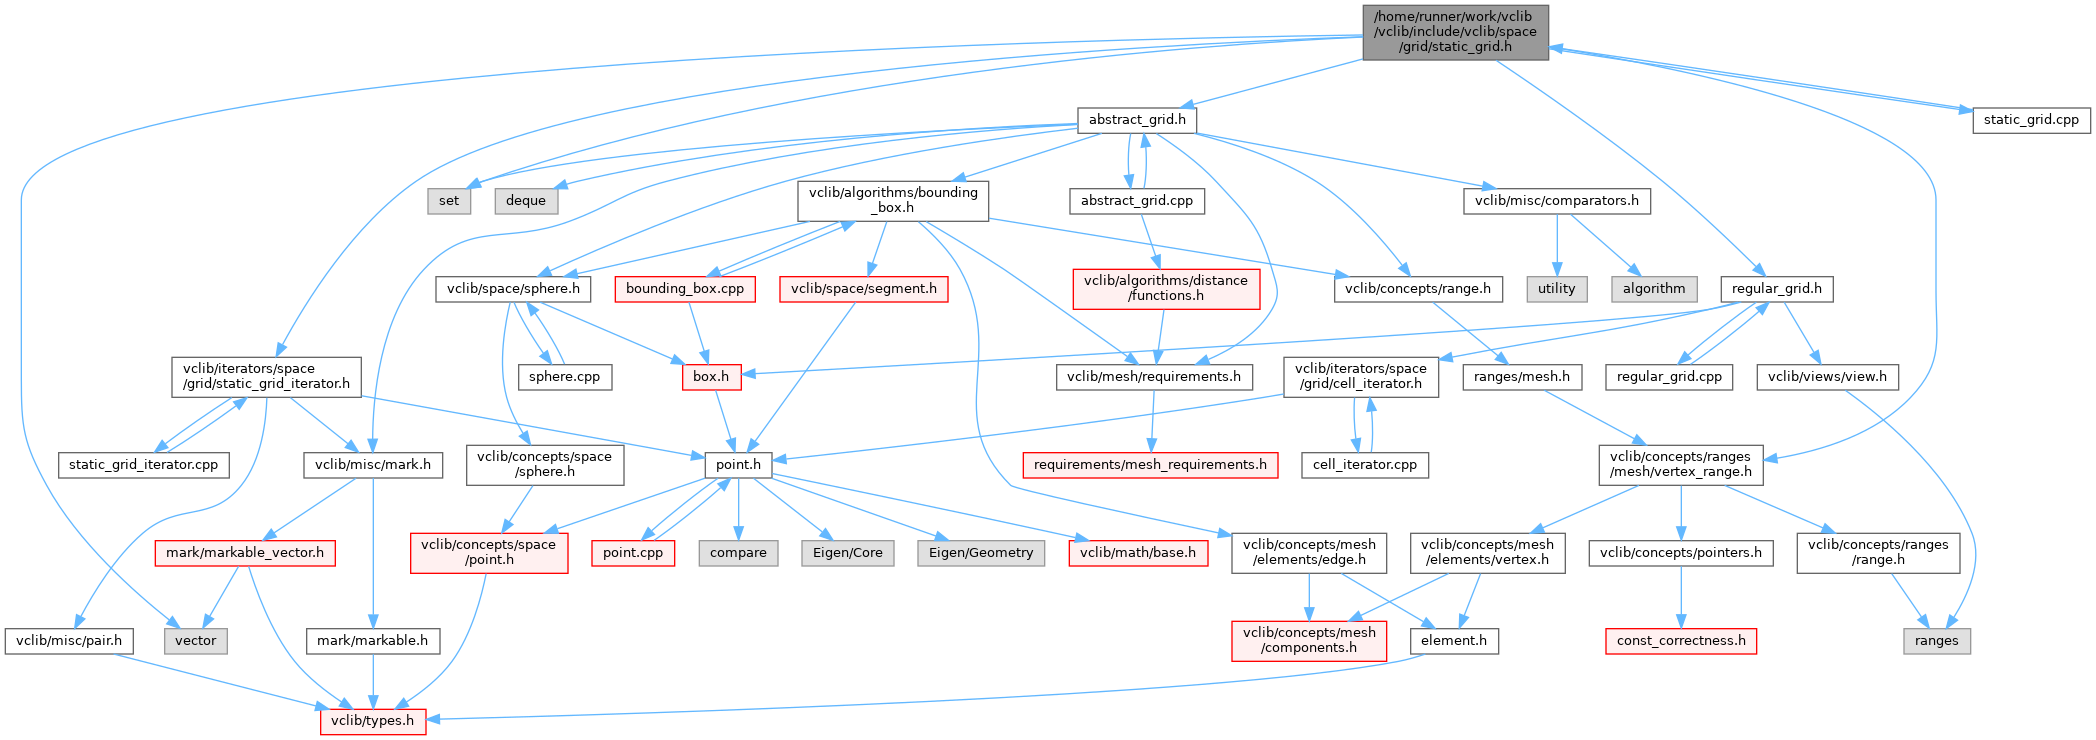 /home/runner/work/vclib
/vclib/include/vclib/space
/grid/static_grid.h
abstract_grid.h
static_grid.cpp
set
deque
vclib/algorithms/bounding
_box.h
abstract_grid.cpp
vclib/misc/comparators.h
vclib/space/sphere.h
bounding_box.cpp
vclib/space/segment.h
vclib/algorithms/distance
/functions.h
vclib/concepts/range.h
utility
algorithm
regular_grid.h
vclib/iterators/space
/grid/static_grid_iterator.h
sphere.cpp
box.h
vclib/mesh/requirements.h
vclib/iterators/space
/grid/cell_iterator.h
ranges/mesh.h
regular_grid.cpp
vclib/views/view.h
static_grid_iterator.cpp
vclib/misc/mark.h
vclib/concepts/space
/sphere.h
point.h
requirements/mesh_requirements.h
cell_iterator.cpp
vclib/concepts/ranges
/mesh/vertex_range.h
mark/markable_vector.h
vclib/concepts/space
/point.h
point.cpp
compare
Eigen/Core
Eigen/Geometry
vclib/math/base.h
vclib/concepts/mesh
/elements/edge.h
vclib/concepts/mesh
/elements/vertex.h
vclib/concepts/pointers.h
vclib/concepts/ranges
/range.h
vclib/misc/pair.h
vector
mark/markable.h
vclib/concepts/mesh
/components.h
element.h
const_correctness.h
ranges
vclib/types.h